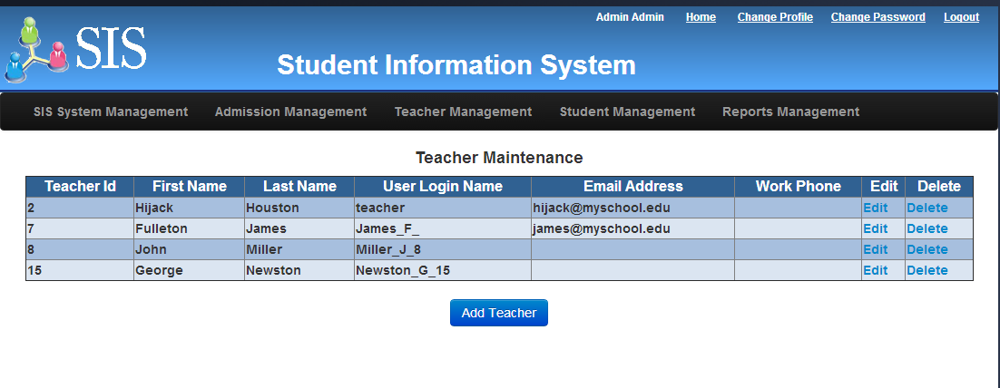 Admin Admin Home Change Profile Change Password Logout
SIS
Student Information System
SIS System Management Admission Management Teacher Management Student Management Reports Management
Teacher Maintenance
Teacher Id First Name Last Name User Login Name Email Address Work Phone Edit Delete
2 Hijack Houston teacher hijack@myschool.edu Edit Delete
7 Fulleton James James_F_ james@myschool.edu Edit Delete
8 John Miller Miller_J_8 Edit Delete
15 George Newston Newston_G_15 Edit Delete
Add Teacher